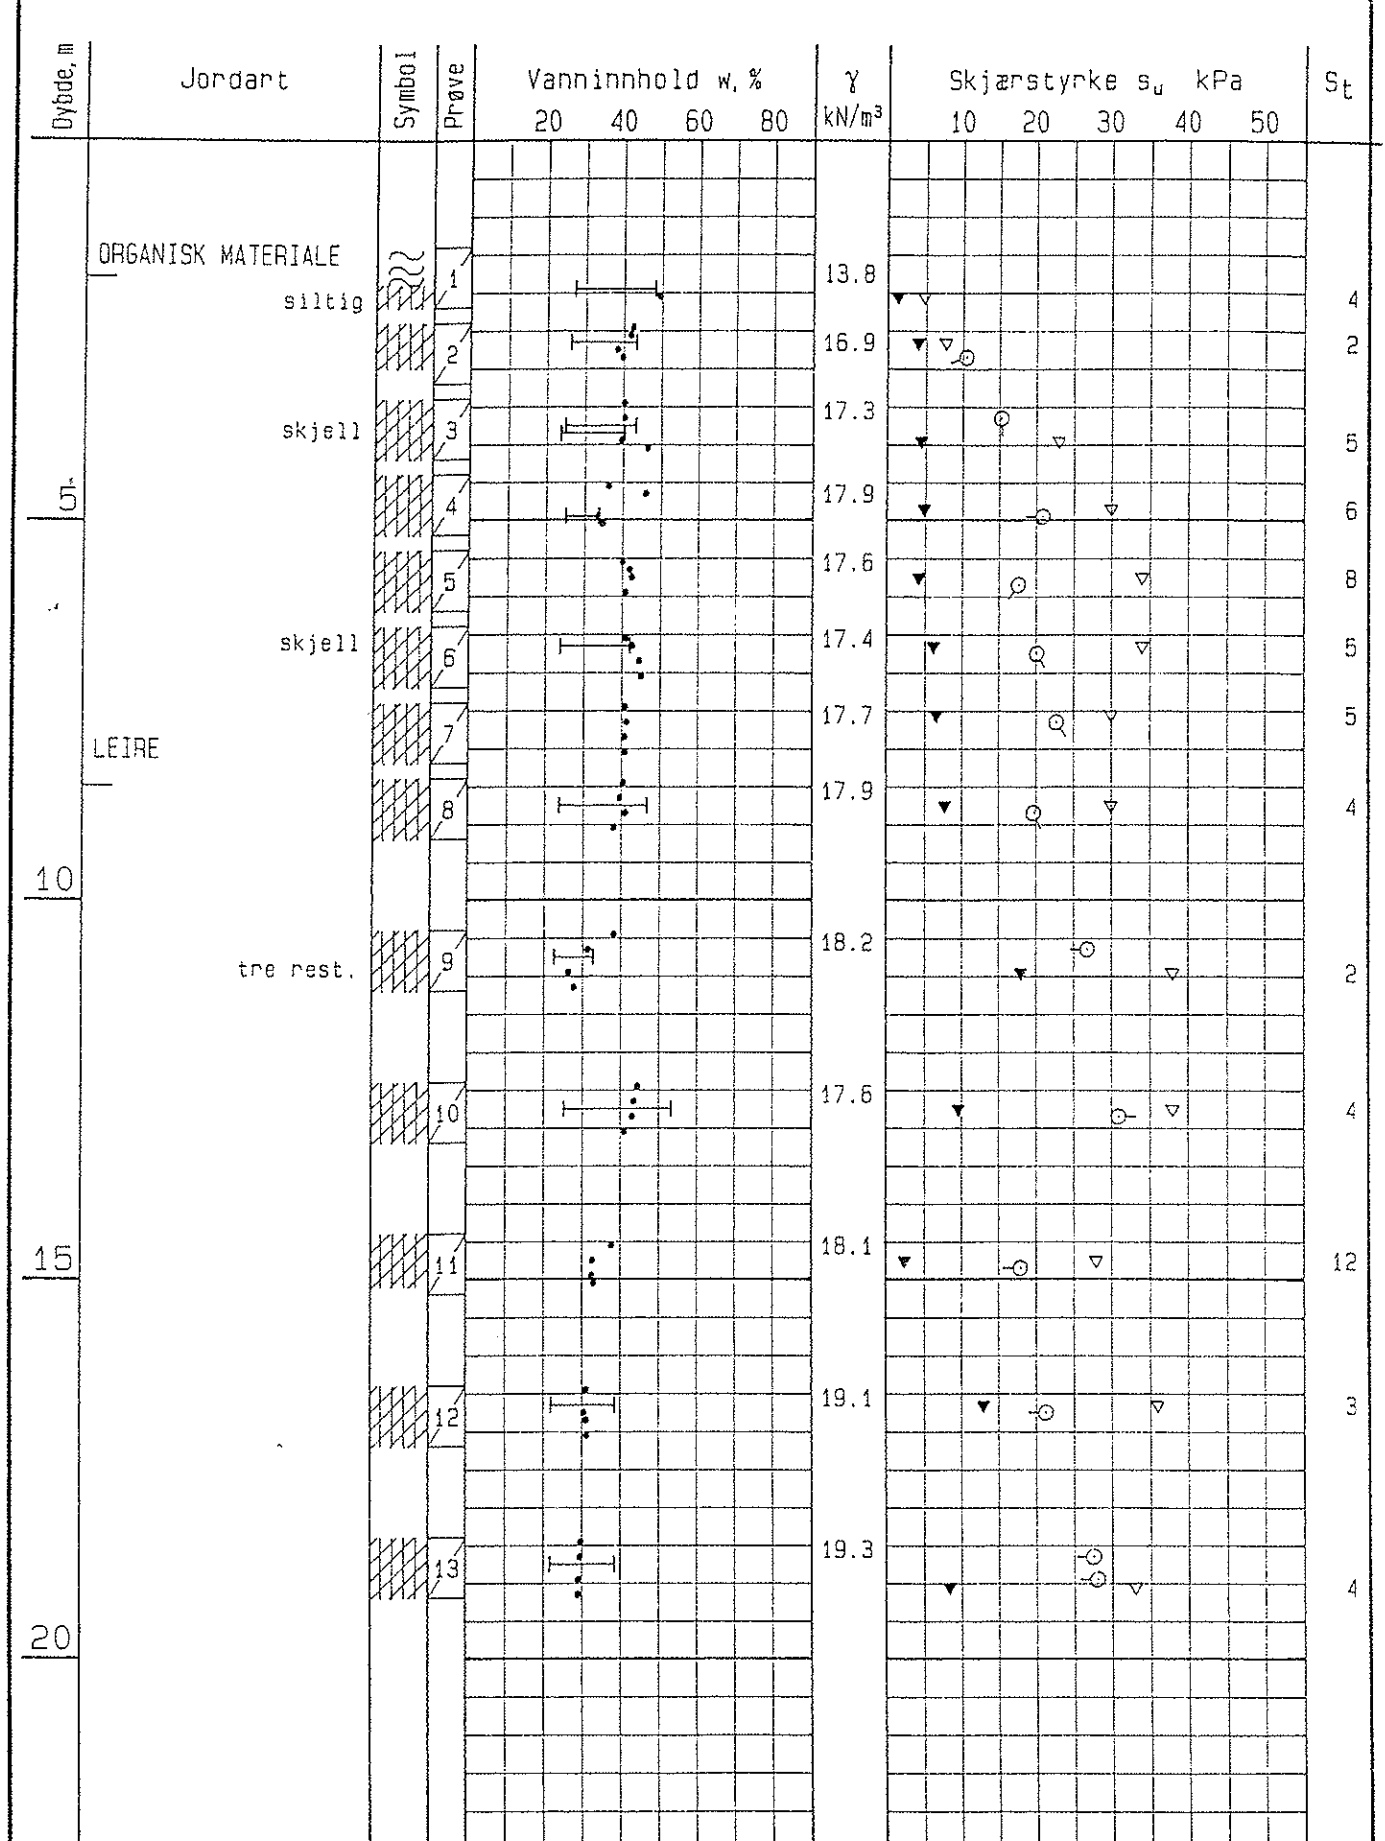 Dybde, m
Jordart
Symbol
Prøve
Vanninnhold w, %
20 40 60 80
γ
kN/m³
Skjærstyrke su kPa
10 20 30 40 50
St
ORGANISK MATERIALE
1
13.8
siltig
4
2
16.9
2
17.3
skjell
3
5
5
4
17.9
6
5
17.6
8
skjell
6
17.4
6
7
17.7
5
LEIRE
8
17.9
4
10
18.2
tre rest.
9
2
10
17.6
4
15
11
18.1
12
12
19.1
3
13
19.3
4
20